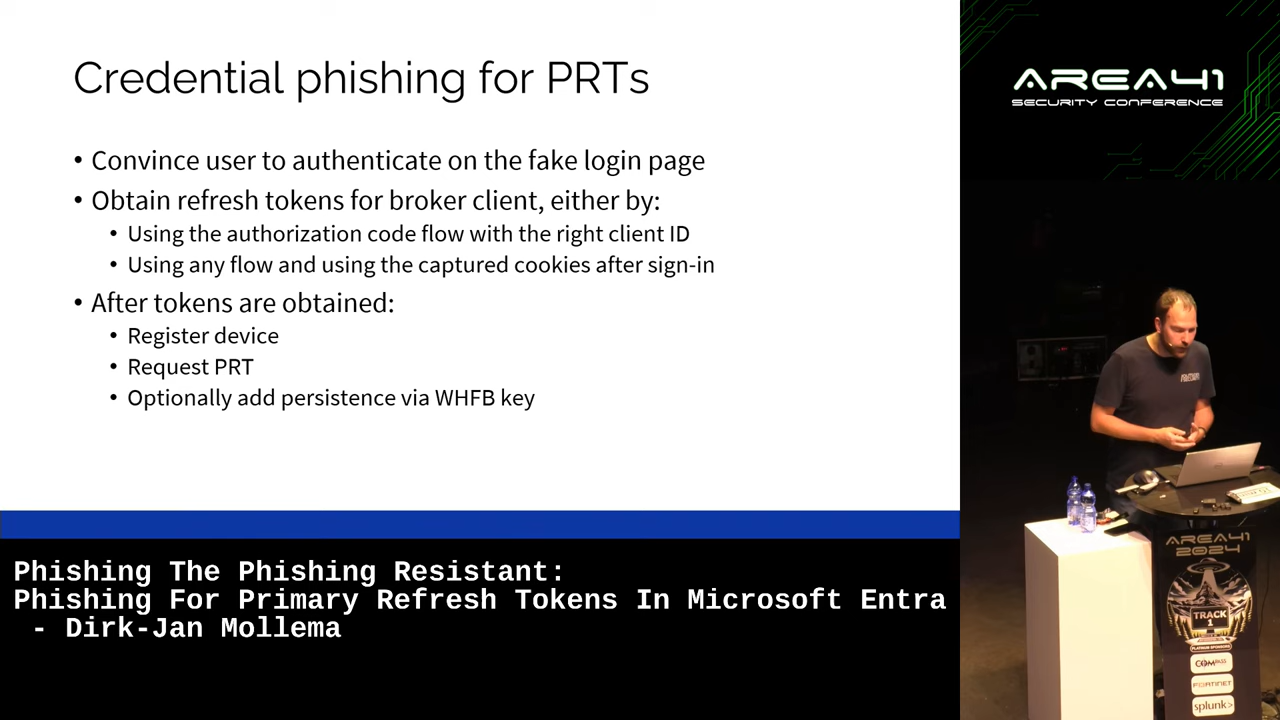 Credential phishing for PRTs
• Convince user to authenticate on the fake login page
• Obtain refresh tokens for broker client, either by:
• Using the authorization code flow with the right client ID
• Using any flow and using the captured cookies after sign-in
• After tokens are obtained:
• Register device
• Request PRT
• Optionally add persistence via WHFB key
Phishing The Phishing Resistant:
Phishing For Primary Refresh Tokens In Microsoft Entra
- Dirk-Jan Mollema
AREA41
SECURITY CONFERENCE
AREA41
2024
TRACK
1
PLATINUM SPONSORS
COMPASS
FORTINET
splunk>